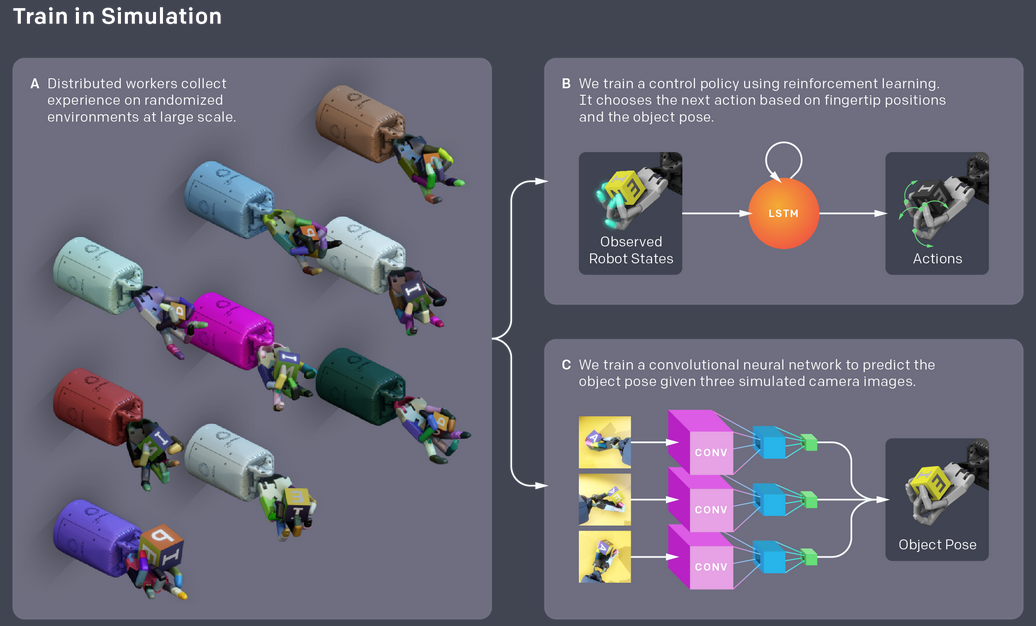 Train in Simulation
A Distributed workers collect
experience on randomized
environments at large scale.
B We train a control policy using reinforcement learning.
It chooses the next action based on fingertip positions
and the object pose.
Observed
Robot States
LSTM
Actions
C We train a convolutional neural network to predict the
object pose given three simulated camera images.
CONV
CONV
CONV
Object Pose